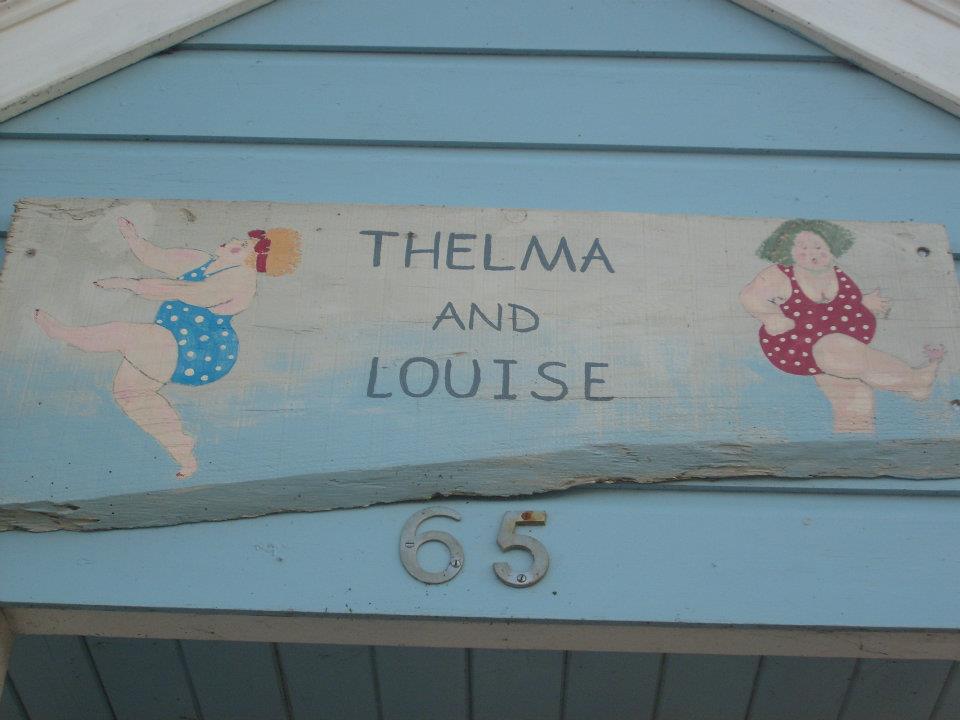 THELMA
AND
LOUISE
65